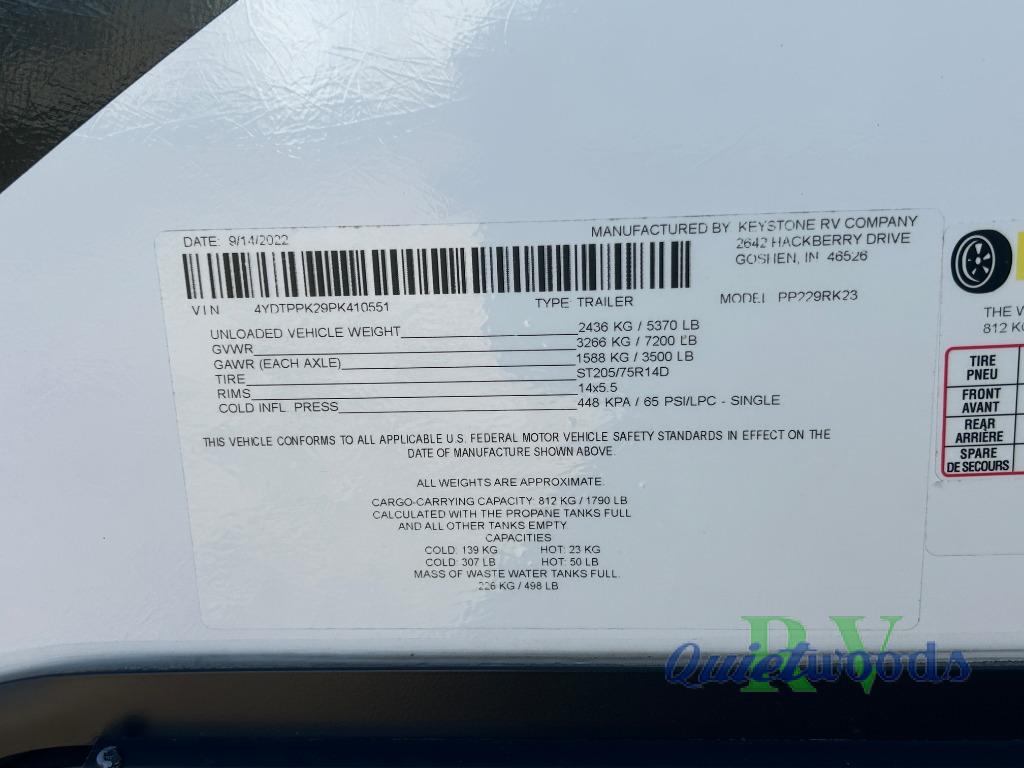 DATE: 9/14/2022
MANUFACTURED BY KEYSTONE RV COMPANY
2642 HACKBERRY DRIVE
GOSHEN, IN 46526
VIN 4YDTPPK29PK410551 TYPE: TRAILER MODEL PP229RK23
UNLOADED VEHICLE WEIGHT 2436 KG / 5370 LB
GVWR 3266 KG / 7200 LB
GAWR (EACH AXLE) 1588 KG / 3500 LB
TIRE ST205/75R14D
RIMS 14x5.5
COLD INFL. PRESS 448 KPA / 65 PSI/LPC - SINGLE
THIS VEHICLE CONFORMS TO ALL APPLICABLE U.S. FEDERAL MOTOR VEHICLE SAFETY STANDARDS IN EFFECT ON THE
DATE OF MANUFACTURE SHOWN ABOVE.
ALL WEIGHTS ARE APPROXIMATE.
CARGO-CARRYING CAPACITY: 812 KG / 1790 LB
CALCULATED WITH THE PROPANE TANKS FULL
AND ALL OTHER TANKS EMPTY.
CAPACITIES
COLD: 139 KG HOT: 23 KG
COLD: 307 LB HOT: 50 LB
MASS OF WASTE WATER TANKS FULL.
226 KG / 498 LB
THE
812
TIRE
PNEU
FRONT
AVANT
REAR
ARRIÈRE
SPARE
DE SECOURS
RV
Quietwoods